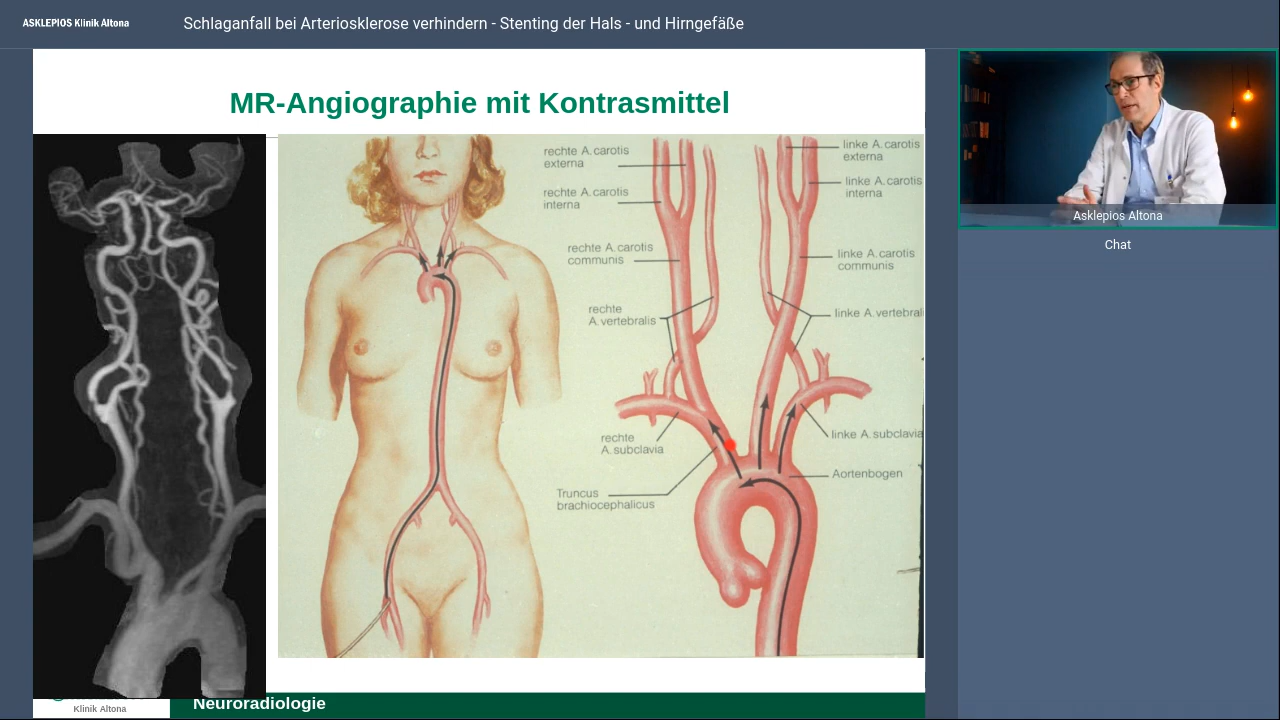 ASKLEPIOS Klinik Altona
Schlaganfall bei Arteriosklerose verhindern - Stenting der Hals - und Hirngefäße
MR-Angiographie mit Kontrasmittel
rechte A.carotis
externa
rechte A.carotis
interna
rechte A.carotis
communis
rechte
A.vertebralis
rechte
A.subclavia
Truncus
brachiocephalicus
linke A.carotis
externa
linke A.carotis
interna
linke A.carotis
communis
linke A.vertebrali
linke A.subclavia
Aortenbogen
Asklepios Altona
Chat
Klinik Altona
Neuroradiologie